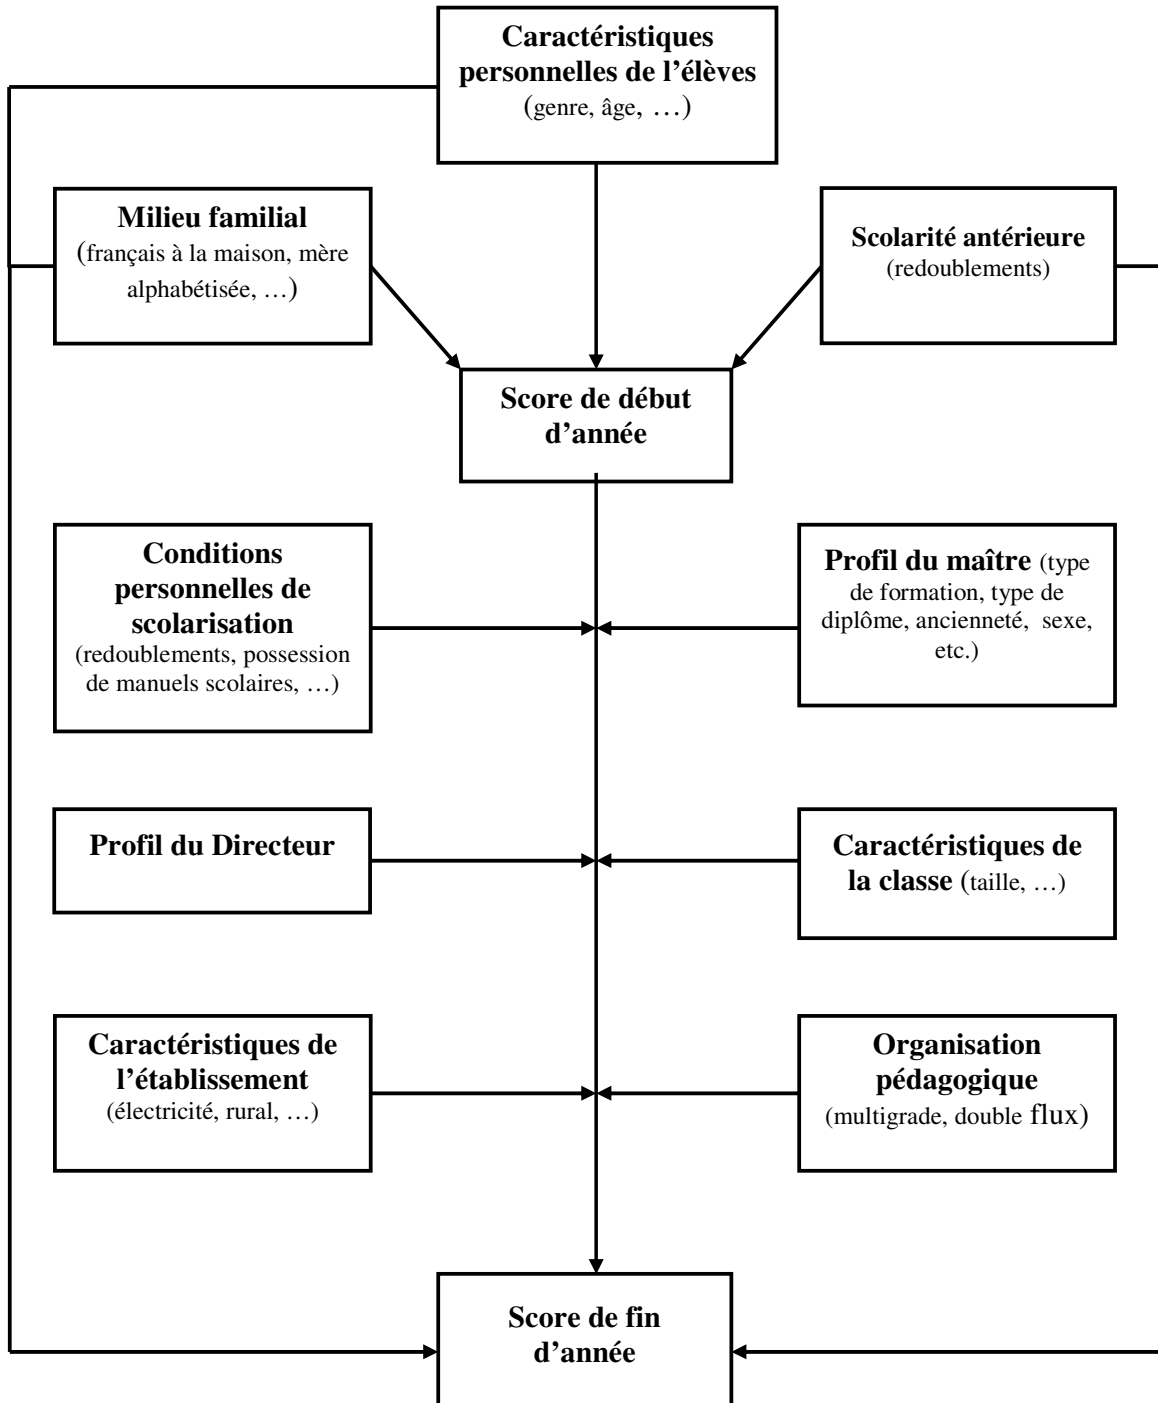 Caractéristiques
personnelles de l’élèves
(genre, âge, …)
Milieu familial
(français à la maison, mère
alphabétisée, …)
Scolarité antérieure
(redoublements)
Score de début
d’année
Conditions
personnelles de
scolarisation
(redoublements, possession
de manuels scolaires, …)
Profil du maître (type
de formation, type de
diplôme, ancienneté, sexe,
etc.)
Profil du Directeur
Caractéristiques de
la classe (taille, …)
Caractéristiques de
l’établissement
(électricité, rural, …)
Organisation
pédagogique
(multigrade, double flux)
Score de fin
d’année